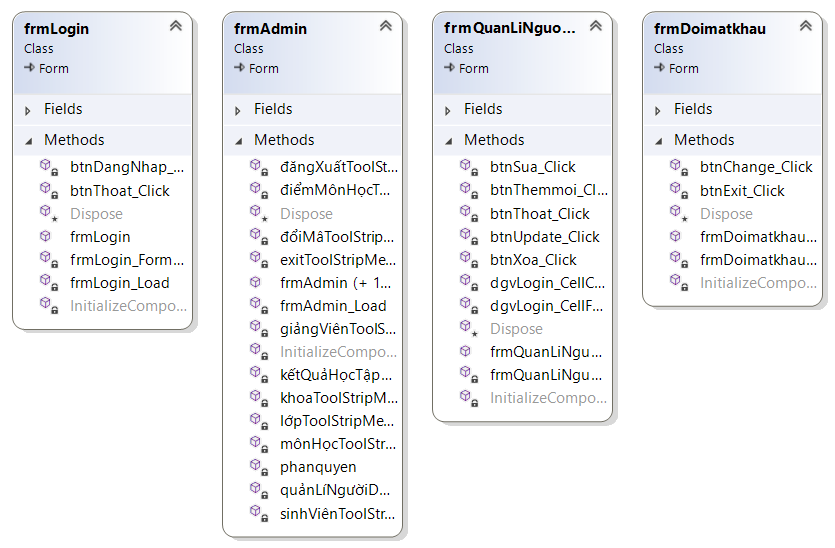 frmLogin
Class
Form
Fields
Methods
btnDangNhap_...
btnThoat_Click
Dispose
frmLogin
frmLogin_Form...
frmLogin_Load
InitializeCompo...
frmAdmin
Class
Form
Fields
Methods
đăngXuấtToolSt...
điểmMônHọcT...
Dispose
đổiMâToolStrip...
exitToolStripMe...
frmAdmin (+ 1...
frmAdmin_Load
giảngViênToolS...
InitializeCompo...
kếtQuảHọcTập...
khoaToolStripM...
lớpToolStripMe...
mônHọcToolStr...
phanquyen
quảnLíNgườiD...
sinhViênToolStr...
frmQuanLiNguo...
Class
Form
Fields
Methods
btnSua_Click
btnThemmoi_Cl...
btnThoat_Click
btnUpdate_Click
btnXoa_Click
dgvLogin_CellC...
dgvLogin_CellF...
Dispose
frmQuanLiNgu...
frmQuanLiNgu...
InitializeCompo...
frmDoimatkhau
Class
Form
Fields
Methods
btnChange_Click
btnExit_Click
Dispose
frmDoimatkhau...
frmDoimatkhau...
InitializeCompo...